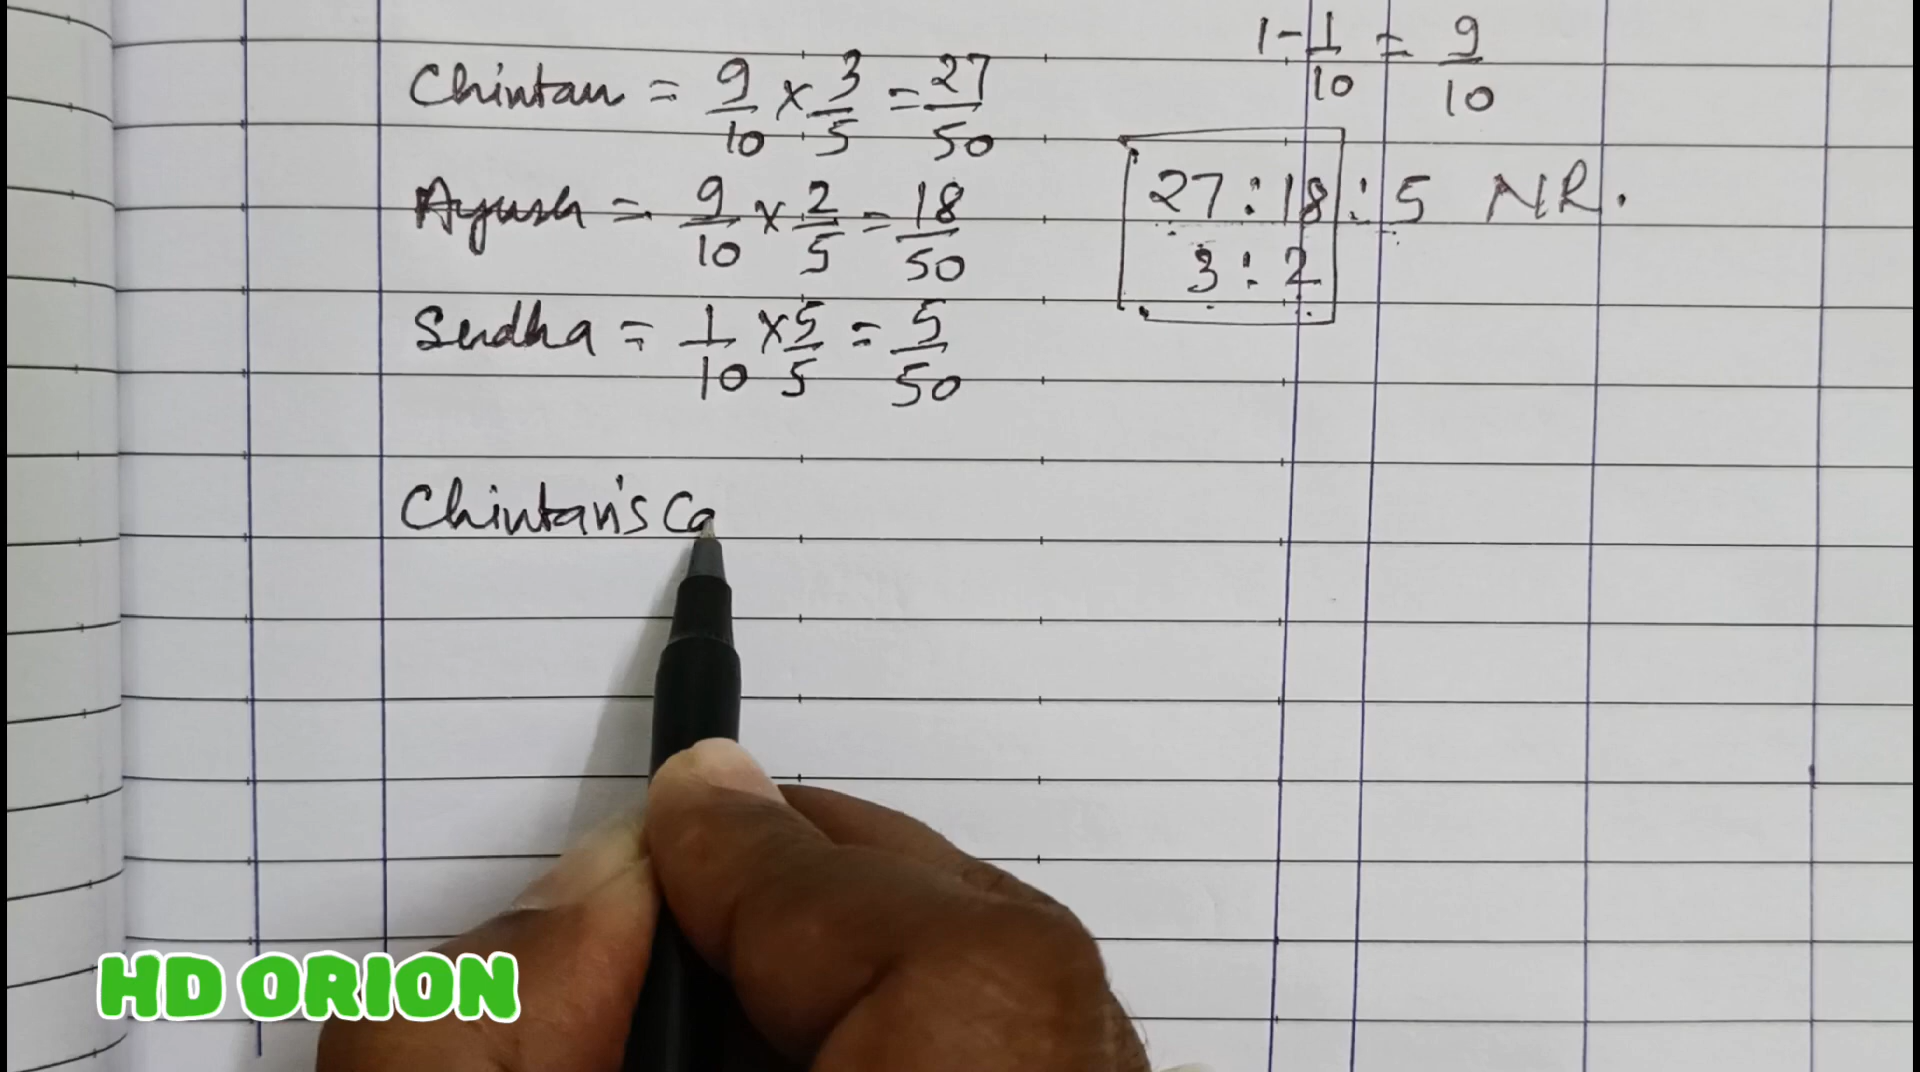 1 - 1/10 = 9/10
Chintan = 9/10 × 3/5 = 27/50
Ayush = 9/10 × 2/5 = 18/50
27 : 18 : 5 NR.
3 : 2
Sudha = 1/10 × 5/5 = 5/50
Chintan's Ca
HD ORION